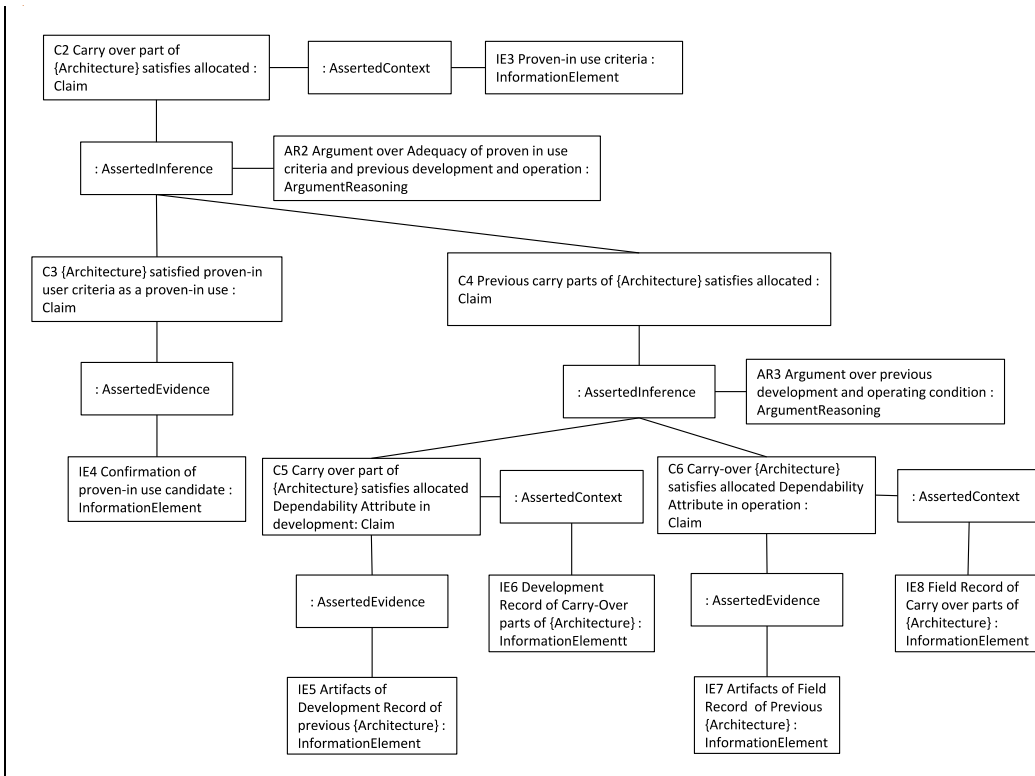 C2 Carry over part of
{Architecture} satisfies allocated :
Claim
: AssertedContext
IE3 Proven-in use criteria :
InformationElement
: AssertedInference
AR2 Argument over Adequacy of proven in use
criteria and previous development and operation :
ArgumentReasoning
C3 {Architecture} satisfied proven-in
user criteria as a proven-in use :
Claim
C4 Previous carry parts of {Architecture} satisfies allocated :
Claim
: AssertedEvidence
: AssertedInference
AR3 Argument over previous
development and operating condition :
ArgumentReasoning
IE4 Confirmation of
proven-in use candidate :
InformationElement
C5 Carry over part of
{Architecture} satisfies allocated
Dependability Attribute in
development: Claim
: AssertedContext
C6 Carry-over {Architecture}
satisfies allocated Dependability
Attribute in operation :
Claim
: AssertedContext
: AssertedEvidence
IE6 Development
Record of Carry-Over
parts of {Architecture} :
InformationElementt
: AssertedEvidence
IE8 Field Record of
Carry over parts of
{Architecture} :
InformationElement
IE5 Artifacts of
Development Record of
previous {Architecture} :
InformationElement
IE7 Artifacts of Field
Record of Previous
{Architecture} :
InformationElement